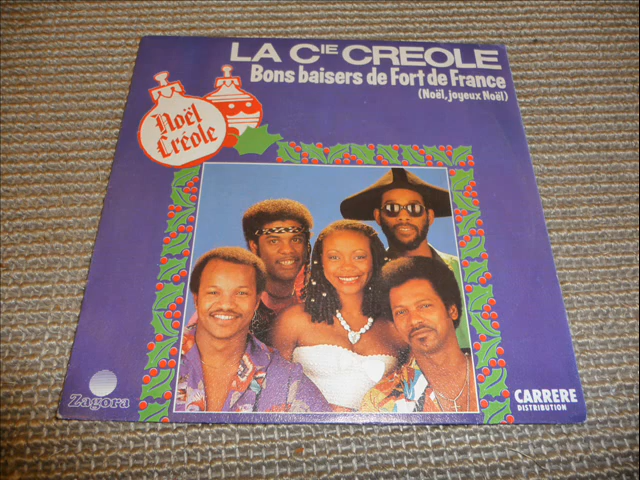 LA CIE CREOLE
Bons baisers de Fort de France
(Noël, joyeux Noël)
Noël
Créole
Zagora
CARRERE
DISTRIBUTION